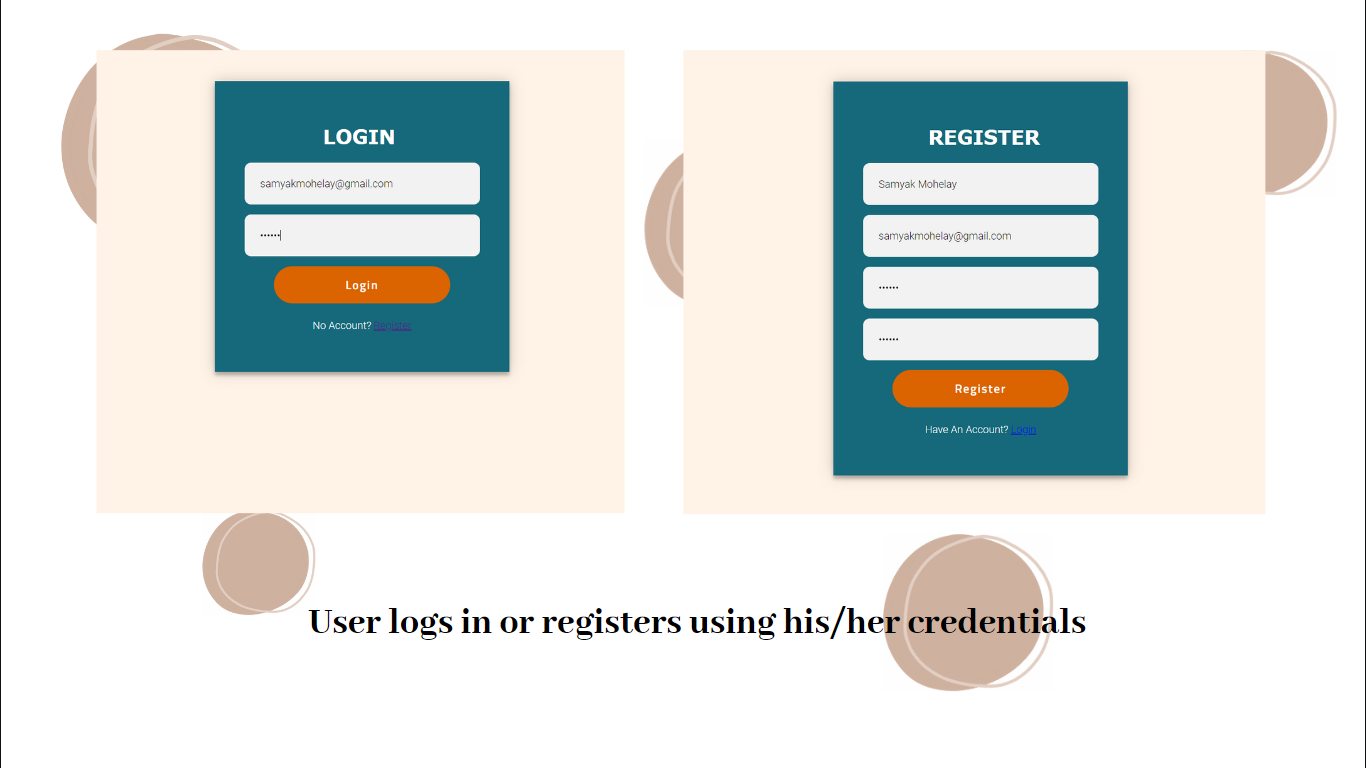 LOGIN
samyakmohelay@gmail.com
••••••
Login
No Account? Register
REGISTER
Samyak Mohelay
samyakmohelay@gmail.com
••••••
••••••
Register
Have An Account? Login
User logs in or registers using his/her credentials